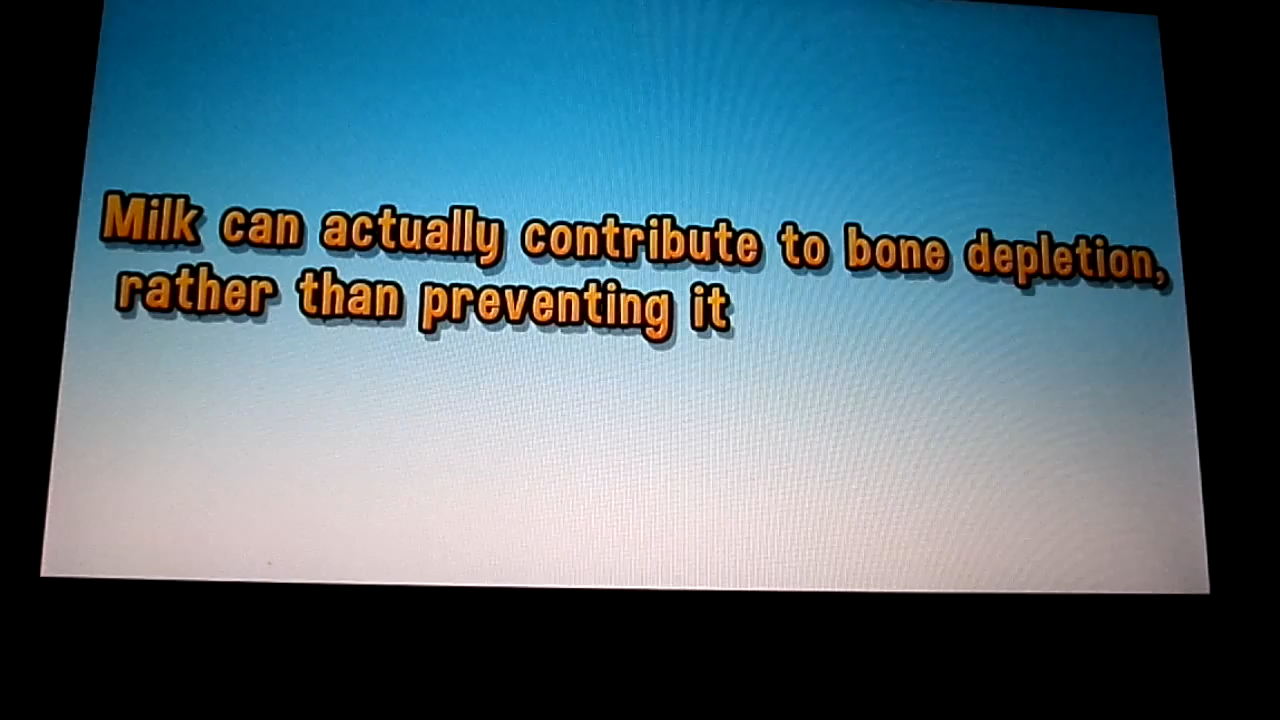 Milk can actually contribute to bone depletion,
rather than preventing it